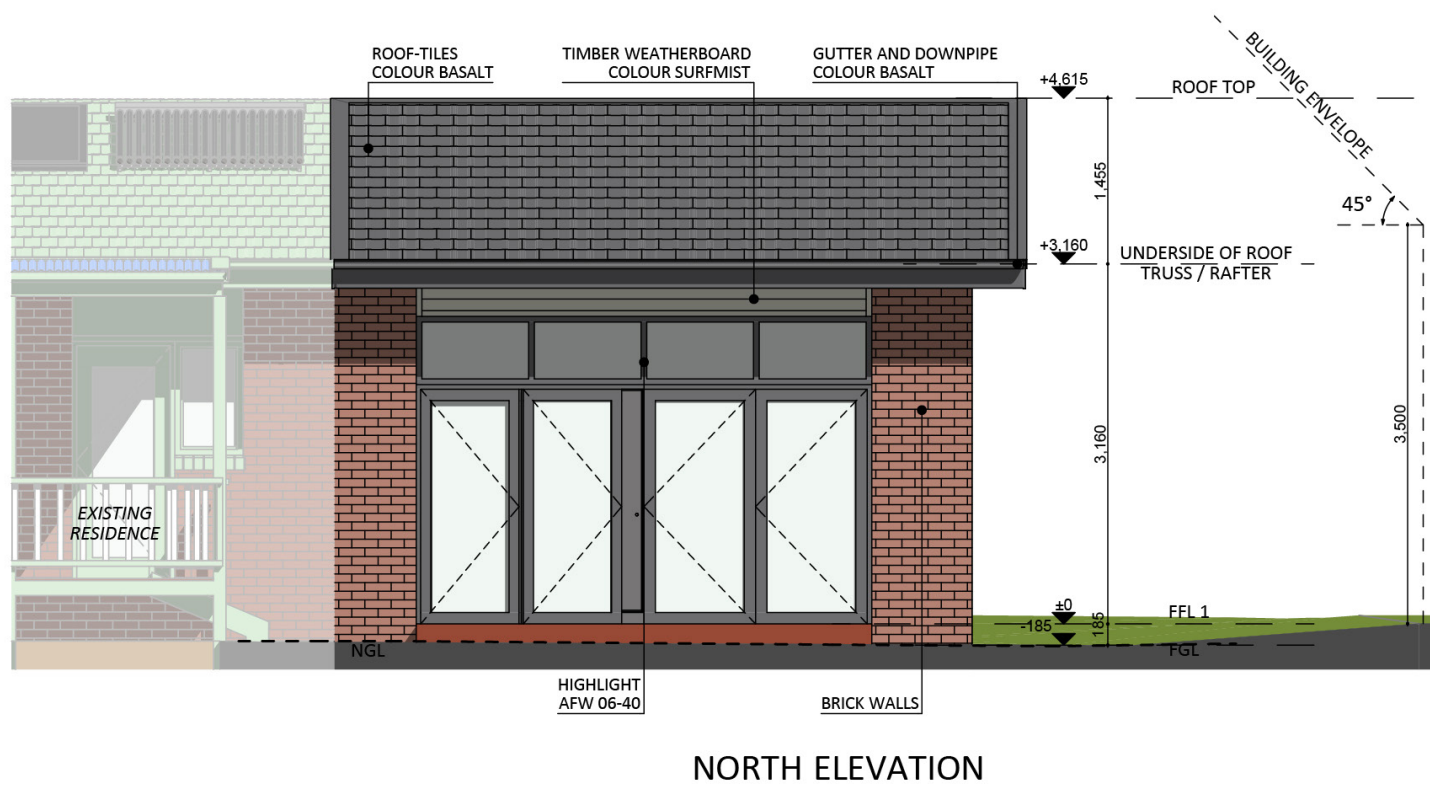 ROOF-TILES
COLOUR BASALT
TIMBER WEATHERBOARD
COLOUR SURFMIST
GUTTER AND DOWNPIPE
COLOUR BASALT
+4,615
ROOF TOP
BUILDING ENVELOPE
1,455
45°
+3,160
UNDERSIDE OF ROOF
TRUSS / RAFTER
3,160
3,500
EXISTING
RESIDENCE
±0
FFL 1
-185
185
NGL
FGL
HIGHLIGHT
AFW 06-40
BRICK WALLS
NORTH ELEVATION